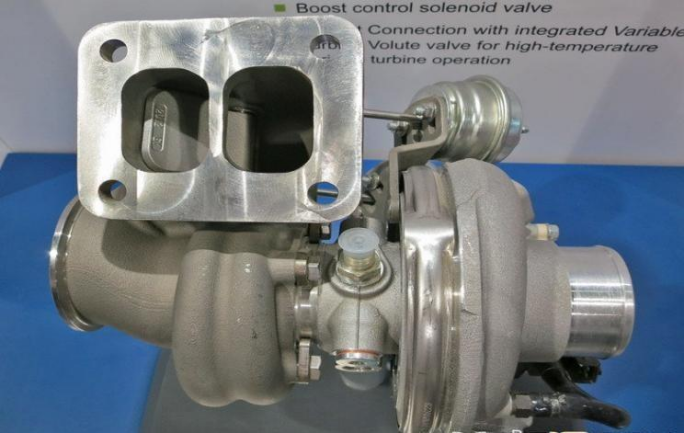 Boost control solenoid valve
Connection with integrated Variable
Volute valve for high-temperature
turbine operation